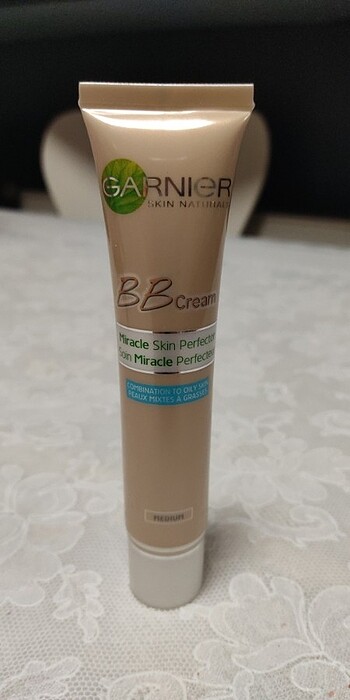 GARNIER
SKIN NATURALS
BB Cream
Miracle Skin Perfector
Soin Miracle Perfecteur
COMBINATION TO OILY SKIN
PEAUX MIXTES À GRASSES
MEDIUM